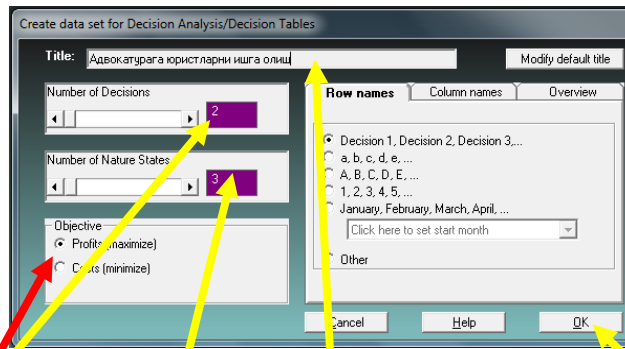 Create data set for Decision Analysis/Decision Tables
Title: Адвокатурага юристларни ишга олиш
Modify default title
Number of Decisions
2
Number of Nature States
3
Objective
Profits (maximize)
Costs (minimize)
Row names Column names Overview
Decision 1, Decision 2, Decision 3,...
a, b, c, d, e, ...
A, B, C, D, E, ...
1, 2, 3, 4, 5, ...
January, February, March, April, ...
Click here to set start month
Other
Cancel Help OK